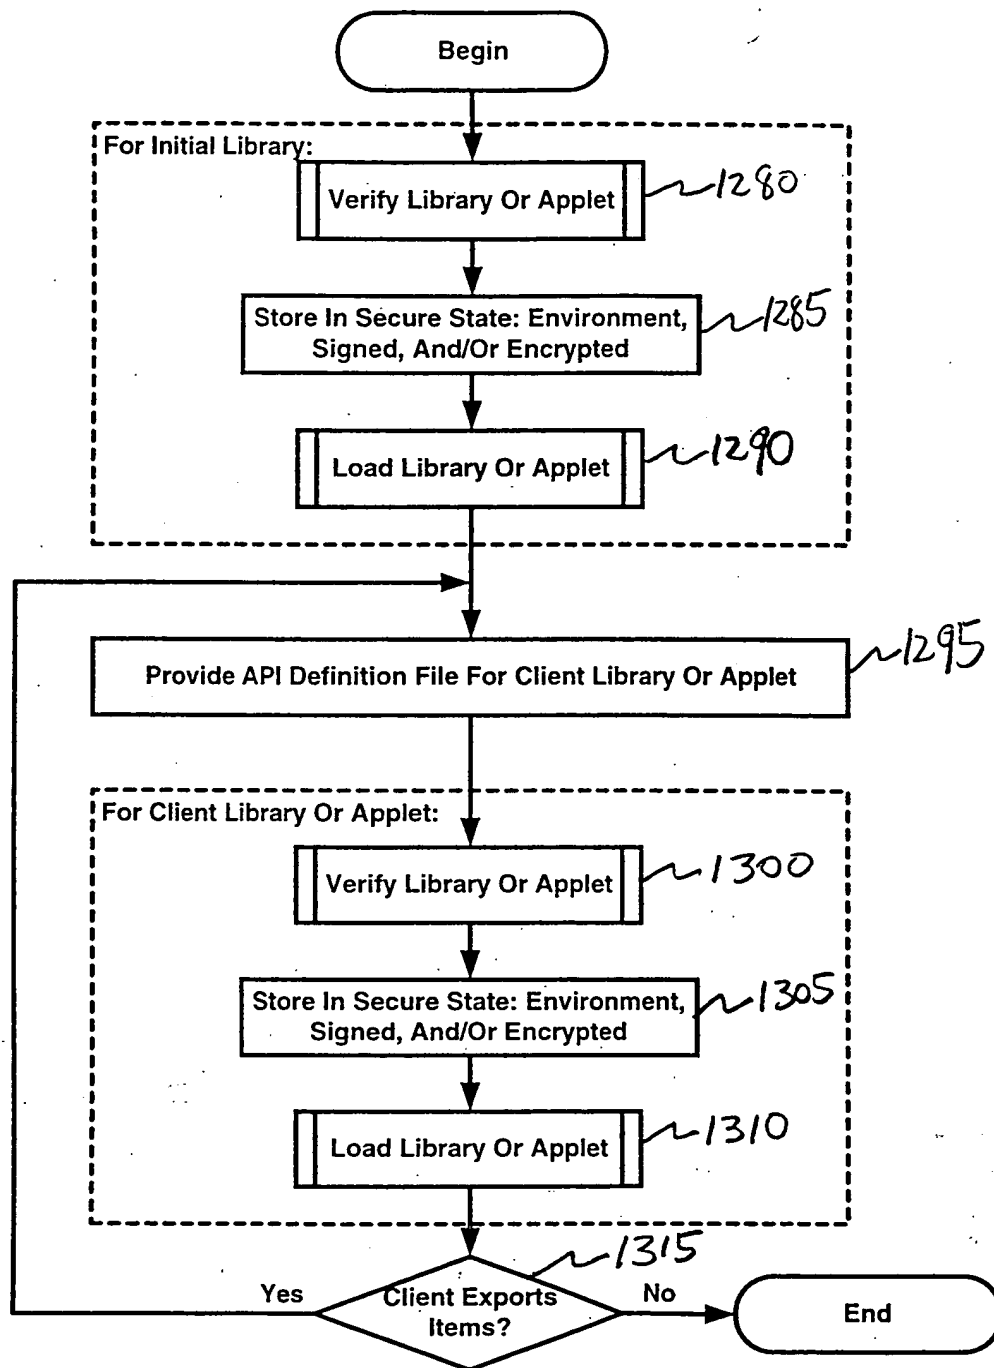 Begin
For Initial Library:
Verify Library Or Applet
1280
Store In Secure State: Environment,
Signed, And/Or Encrypted
1285
Load Library Or Applet
1290
Provide API Definition File For Client Library Or Applet
1295
For Client Library Or Applet:
Verify Library Or Applet
1300
Store In Secure State: Environment,
Signed, And/Or Encrypted
1305
Load Library Or Applet
1310
1315
Yes
Client Exports
Items?
No
End